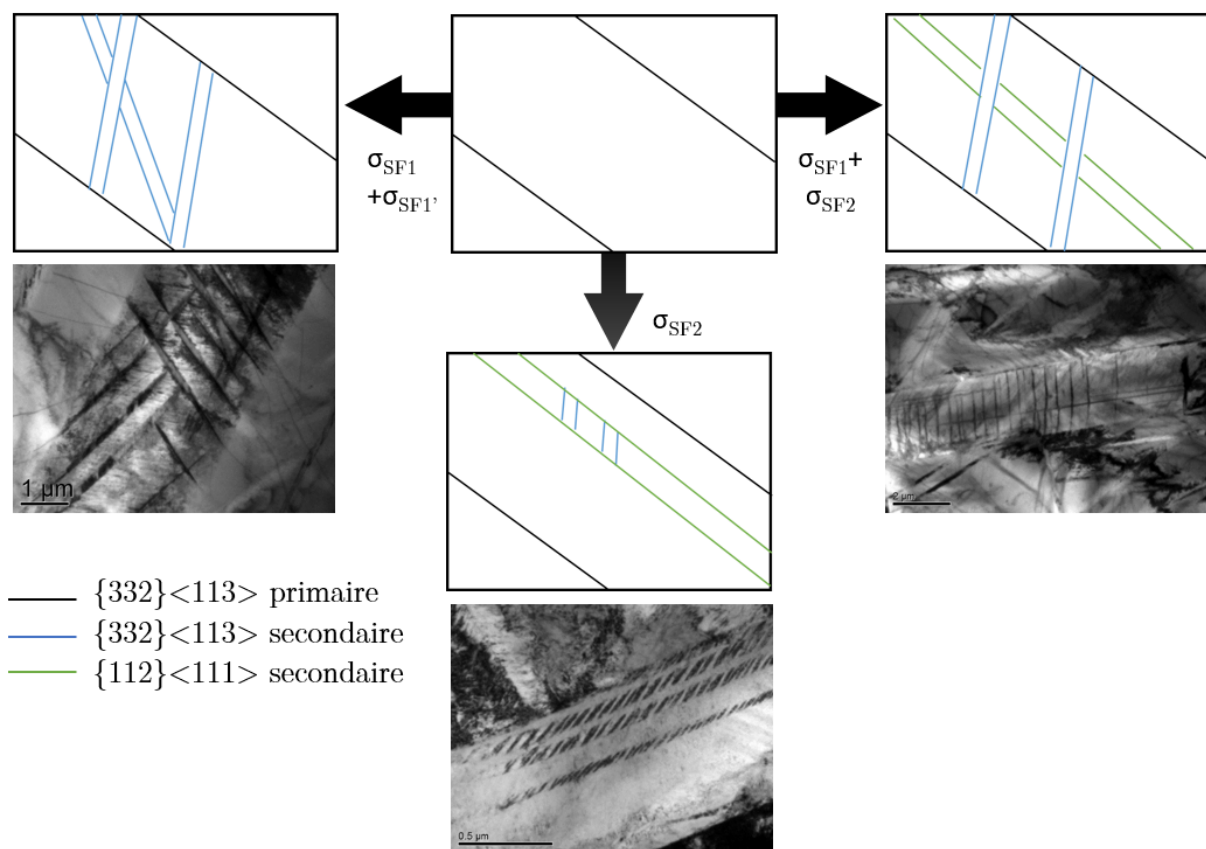 σSF1
+σSF1'
σSF1+
σSF2
σSF2
1 µm
2 µm
0.5 µm
{332}<113> primaire
{332}<113> secondaire
{112}<111> secondaire